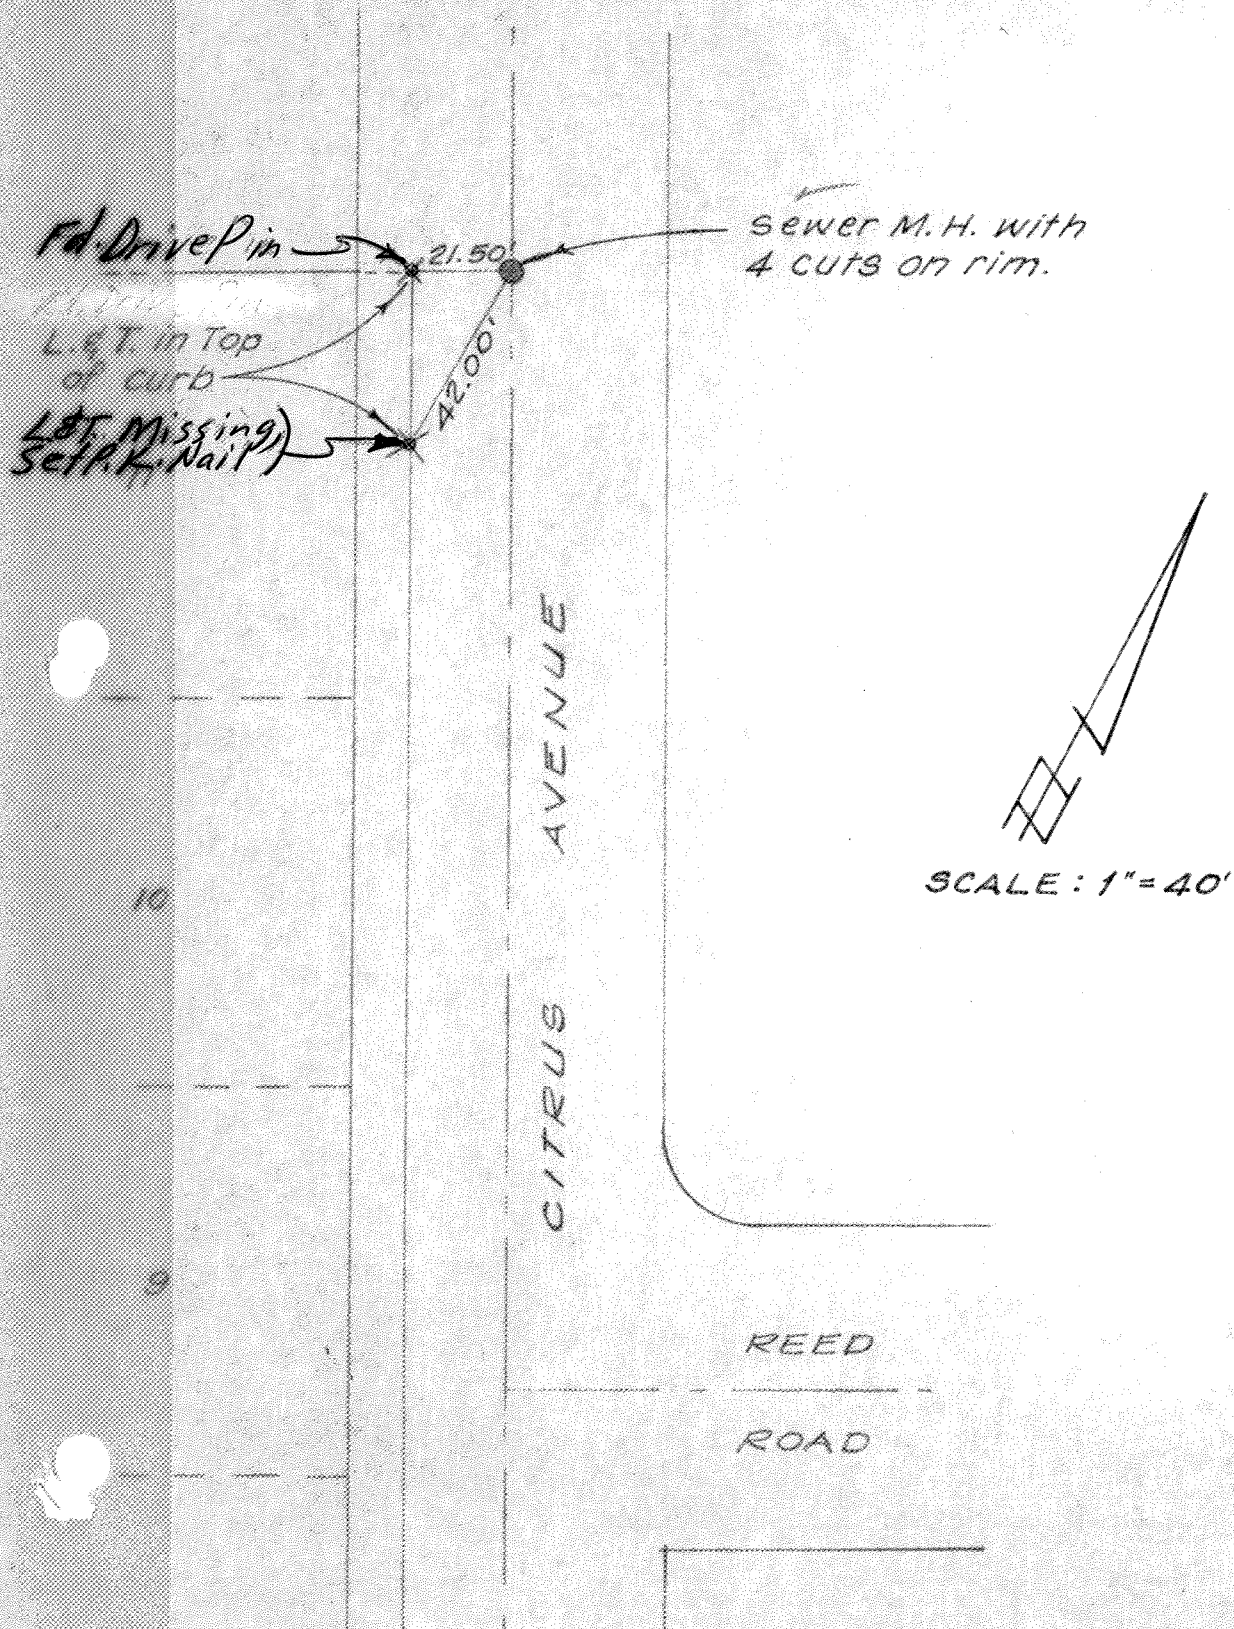 Fd. Drive Pin
21.50'
Sewer M.H. with
4 cuts on rim.
L.&T. in Top
of curb
42.00'
L&T. Missing,
Set P.K. Nail
CITRUS AVENUE
N
SCALE: 1"=40'
10
9
REED
ROAD